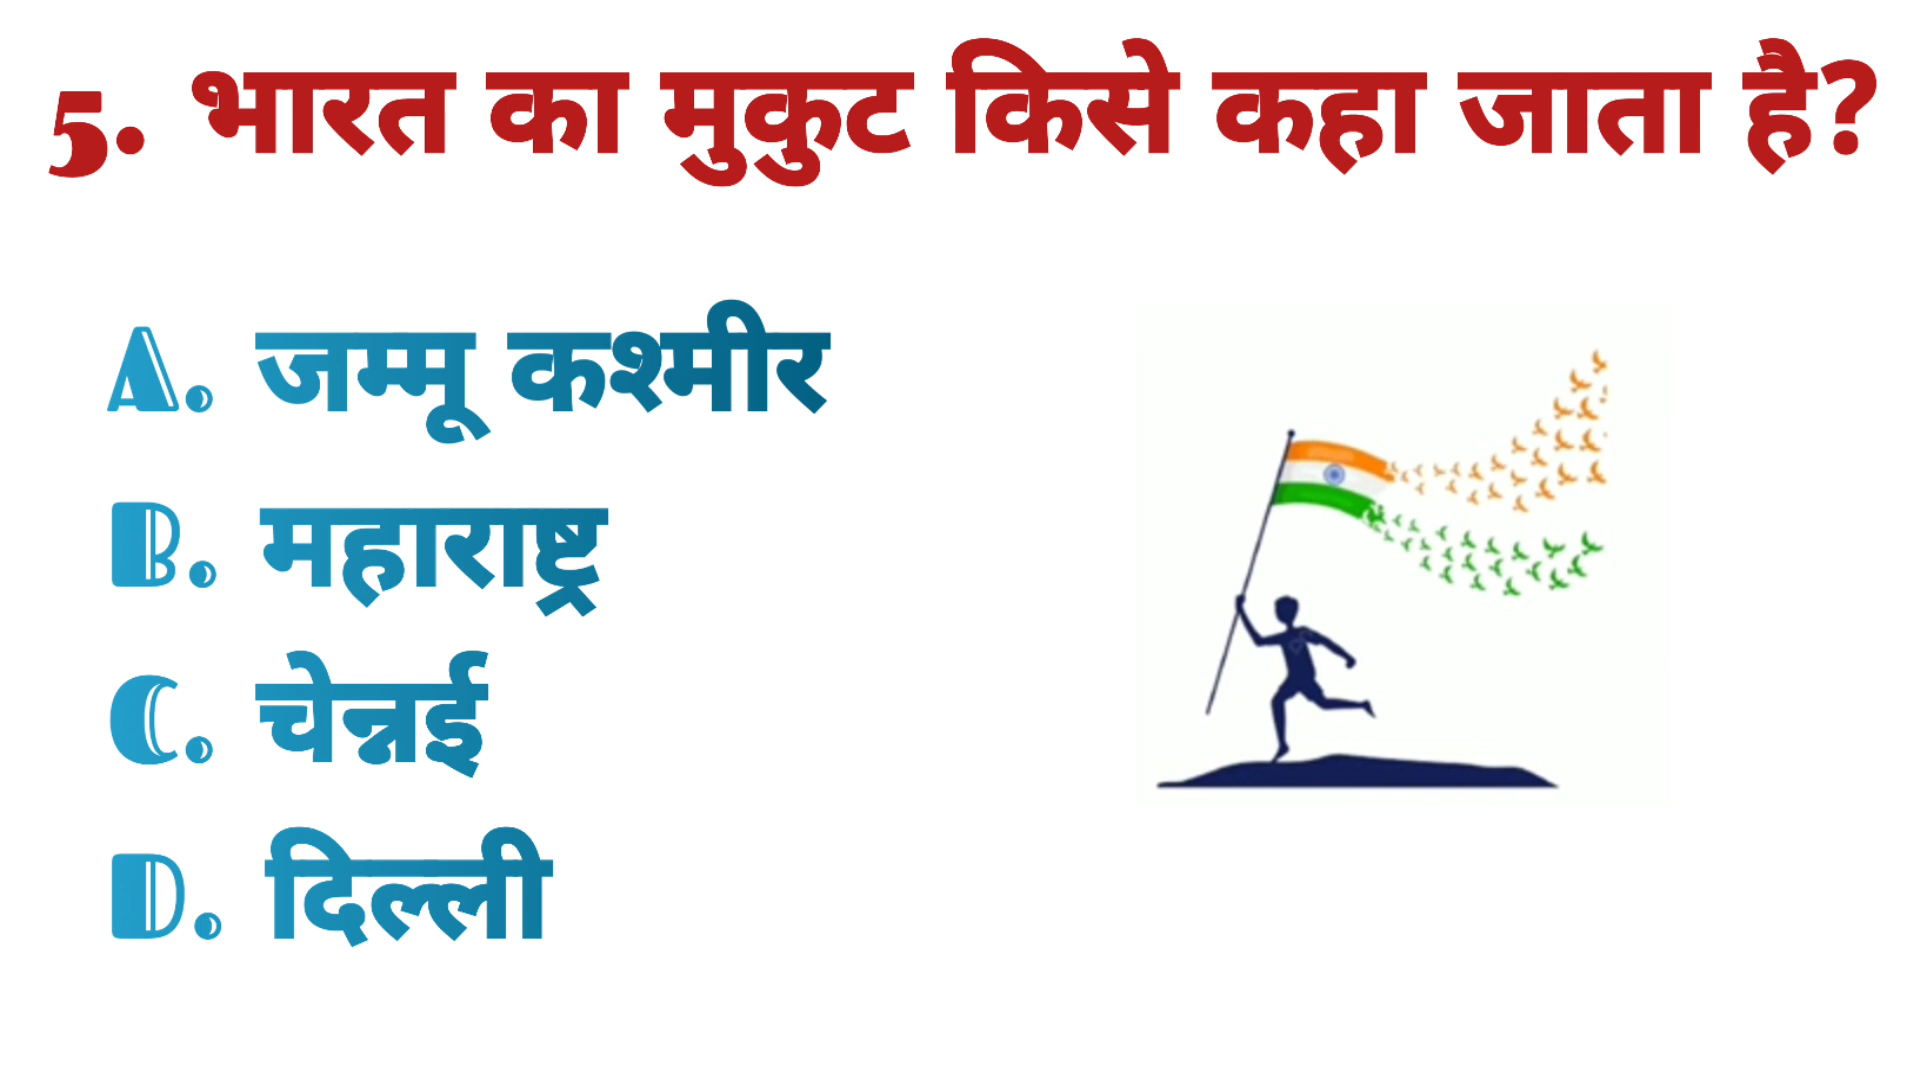 5. भारत का मुकुट किसे कहा जाता है?
A. जम्मू कश्मीर
B. महाराष्ट्र
C. चेन्नई
D. दिल्ली